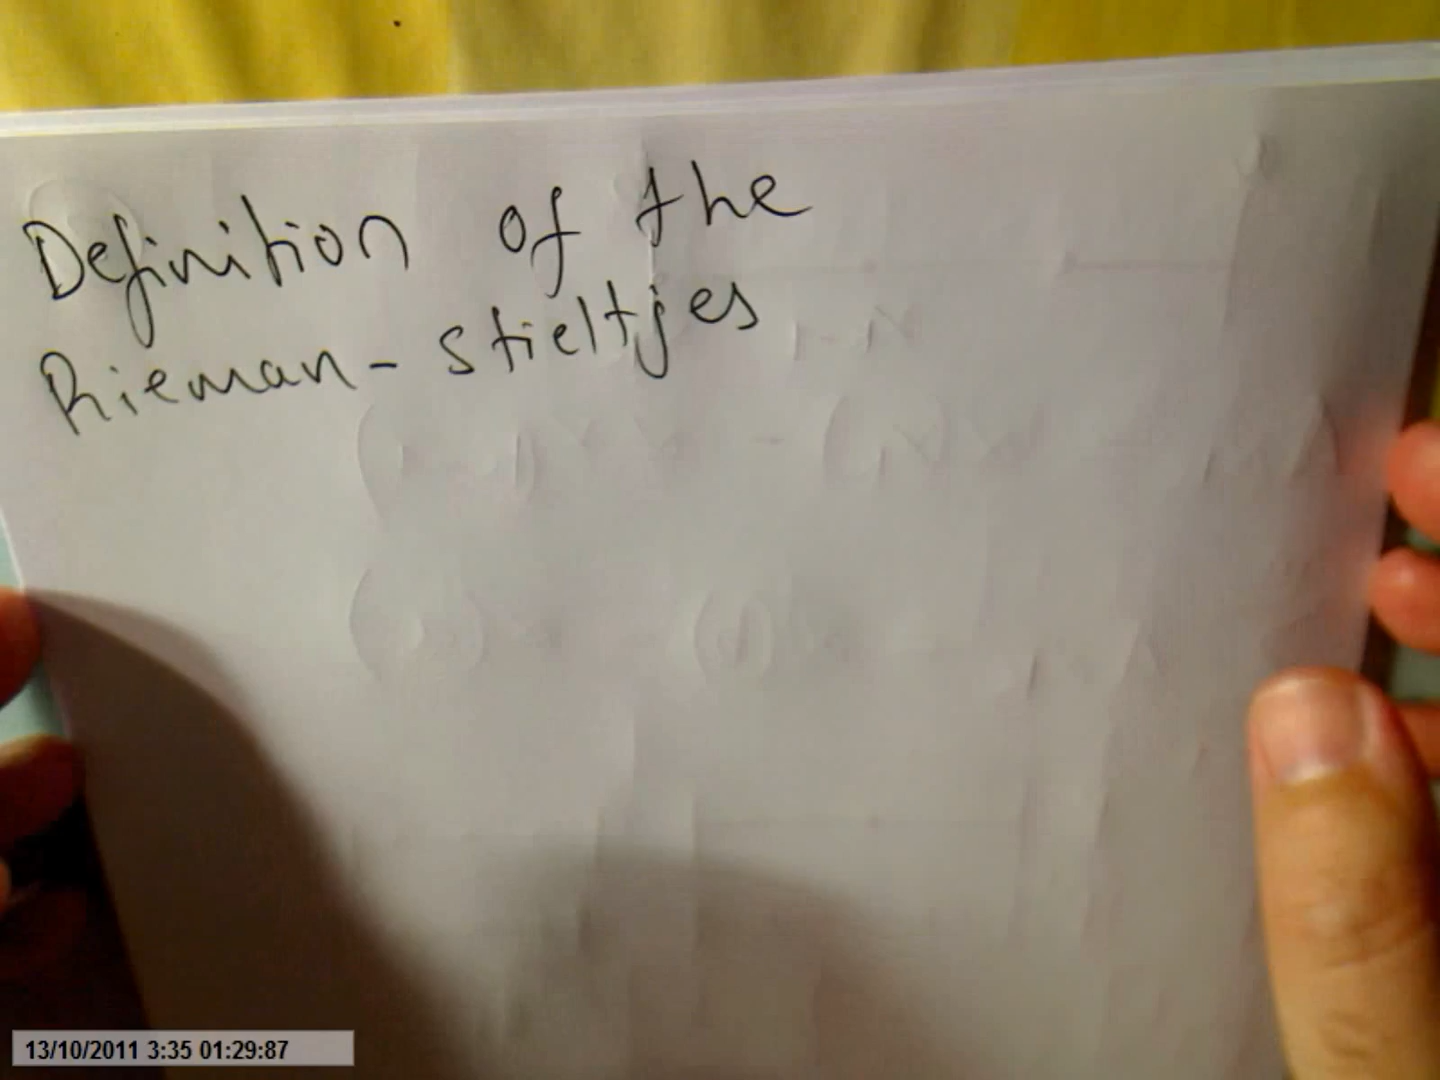 Definition of the
Rieman - stieltjes
13/10/2011 3:35 01:29:87